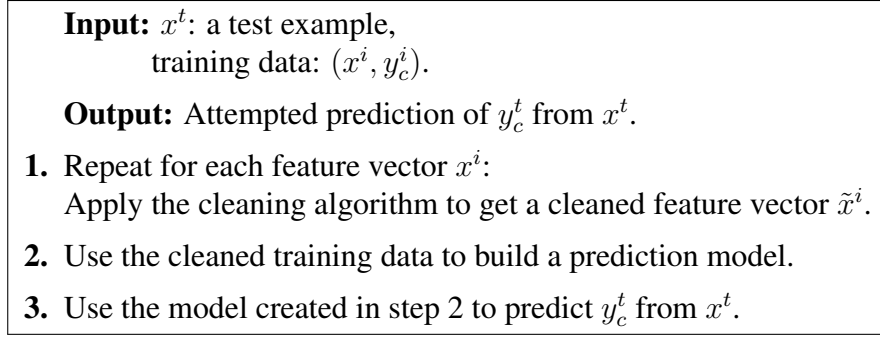 Input: $x^t$: a test example,
training data: $(x^i, y_c^i)$.
Output: Attempted prediction of $y_c^t$ from $x^t$.
1. Repeat for each feature vector $x^i$:
Apply the cleaning algorithm to get a cleaned feature vector $\tilde{x}^i$.
2. Use the cleaned training data to build a prediction model.
3. Use the model created in step 2 to predict $y_c^t$ from $x^t$.